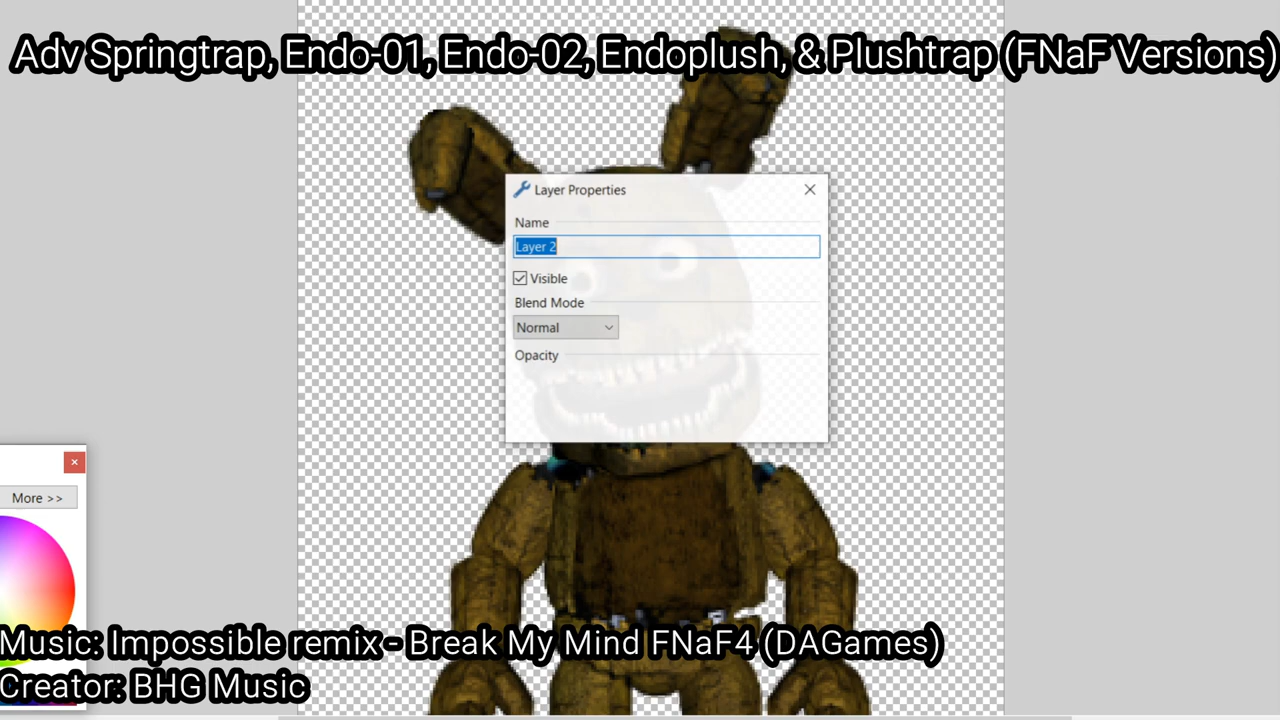 Adv Springtrap, Endo-01, Endo-02, Endoplush, & Plushtrap (FNaF Versions)
Layer Properties
Name
Layer 2
Visible
Blend Mode
Normal
Opacity
More >>
Music: Impossible remix - Break My Mind FNaF4 (DAGames)
Creator: BHG Music